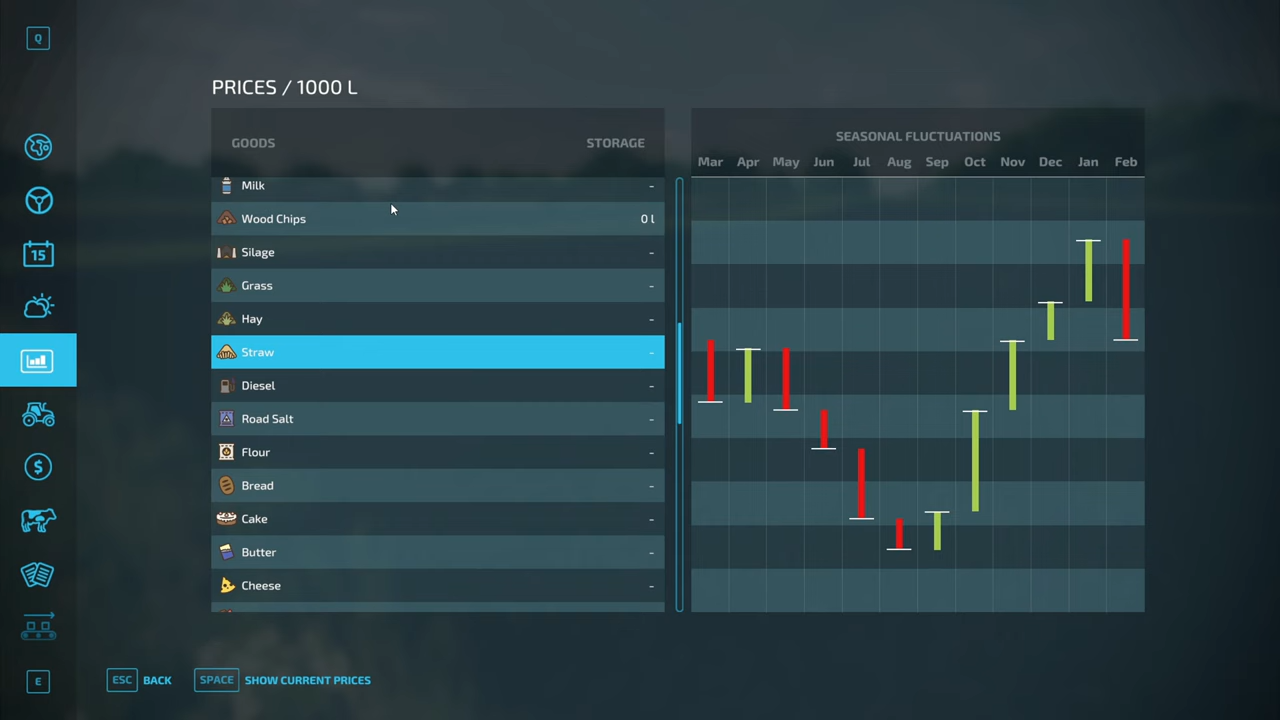 Q
PRICES / 1000 L
GOODS STORAGE
SEASONAL FLUCTUATIONS
Mar Apr May Jun Jul Aug Sep Oct Nov Dec Jan Feb
Milk -
Wood Chips 0 l
Silage -
15
Grass -
Hay -
Straw -
Diesel -
Road Salt -
Flour -
$
Bread -
Cake -
Butter -
Cheese -
E
ESC BACK SPACE SHOW CURRENT PRICES